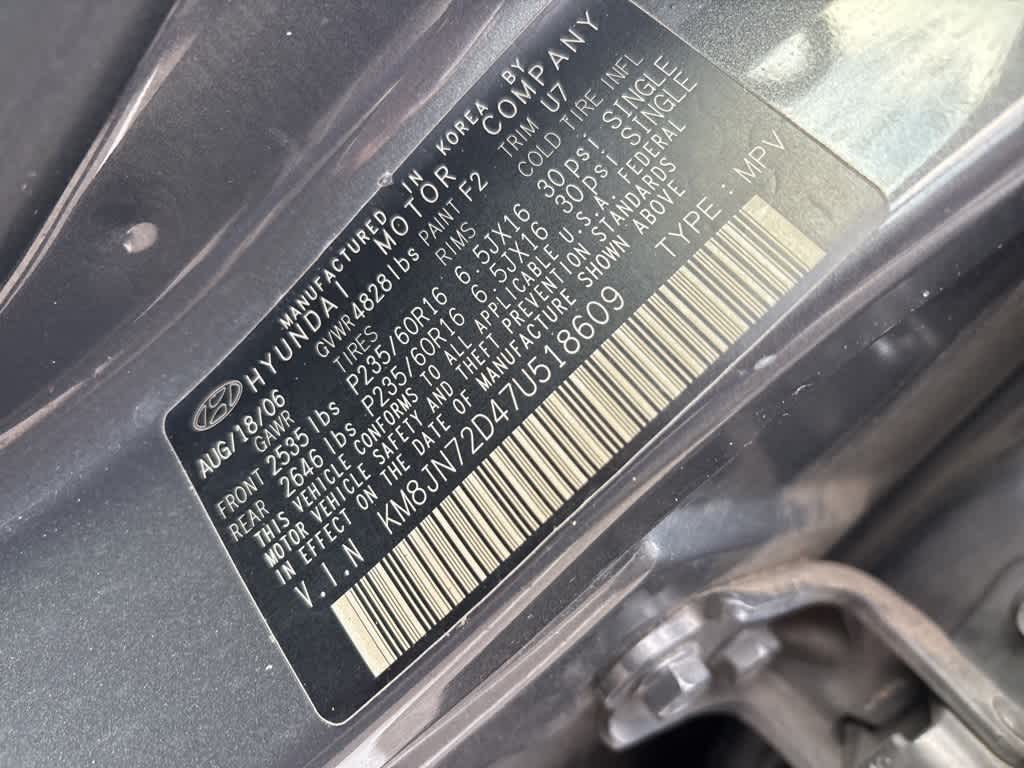 MANUFACTURED IN KOREA BY
HYUNDAI MOTOR COMPANY
AUG/18/06 GVWR 4828 lbs PAINT F2 TRIM U7
GAWR TIRES RIMS COLD TIRE INFL
FRONT 2535 lbs P235/60R16 6.5JX16 30psi, SINGLE
REAR 2646 lbs P235/60R16 6.5JX16 30psi SINGLE
THIS VEHICLE CONFORMS TO ALL APPLICABLE U.S.A. FEDERAL
MOTOR VEHICLE SAFETY AND THEFT PREVENTION STANDARDS
IN EFFECT ON THE DATE OF MANUFACTURE SHOWN ABOVE
V.I.N KM8JN72D47U518609 TYPE : MPV